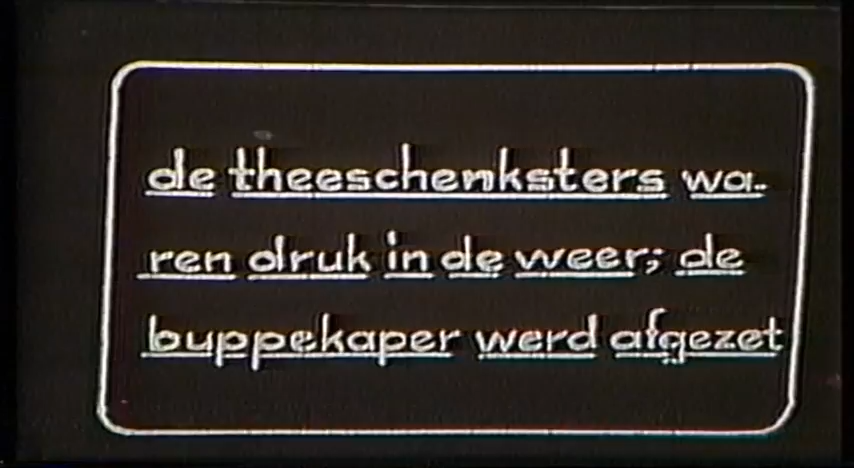 de theeschenksters wa-
ren druk in de weer; de
buppekaper werd afgezet